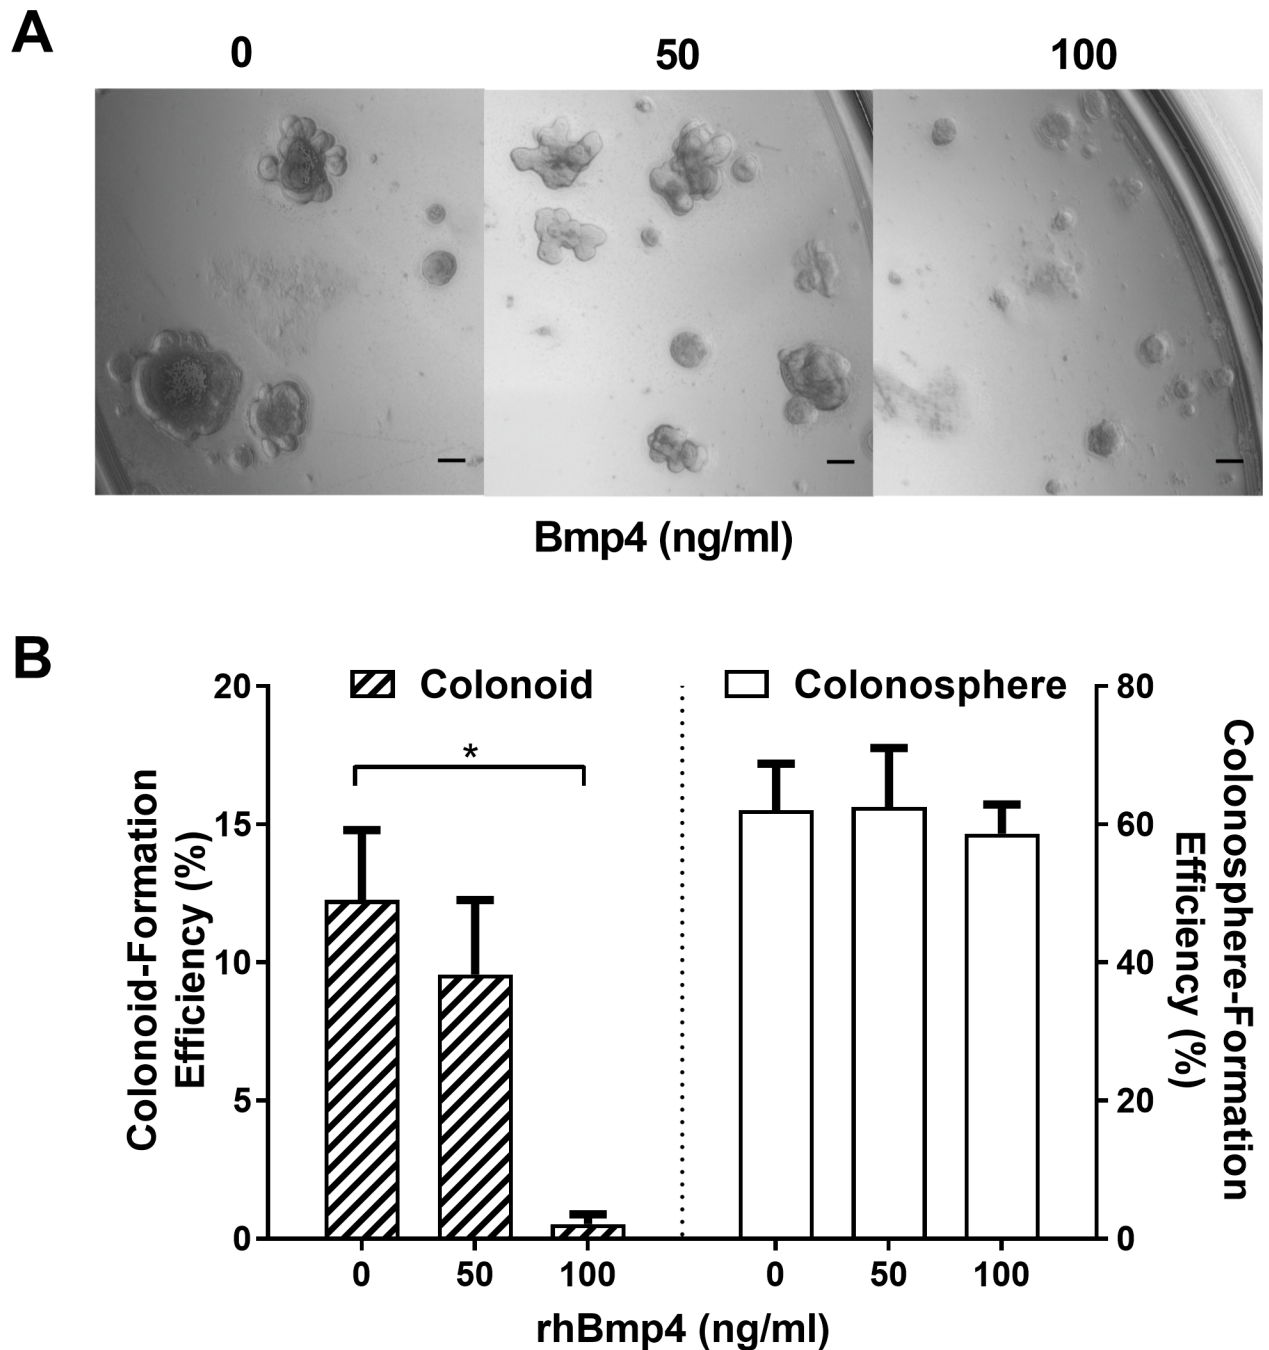 A
0 50 100
Bmp4 (ng/ml)
B
Colonoid Colonosphere
*
Colonoid-Formation
Efficiency (%)
20
15
10
5
0
80
60
40
20
0
Colonosphere-Formation
Efficiency (%)
0 50 100 0 50 100
rhBmp4 (ng/ml)